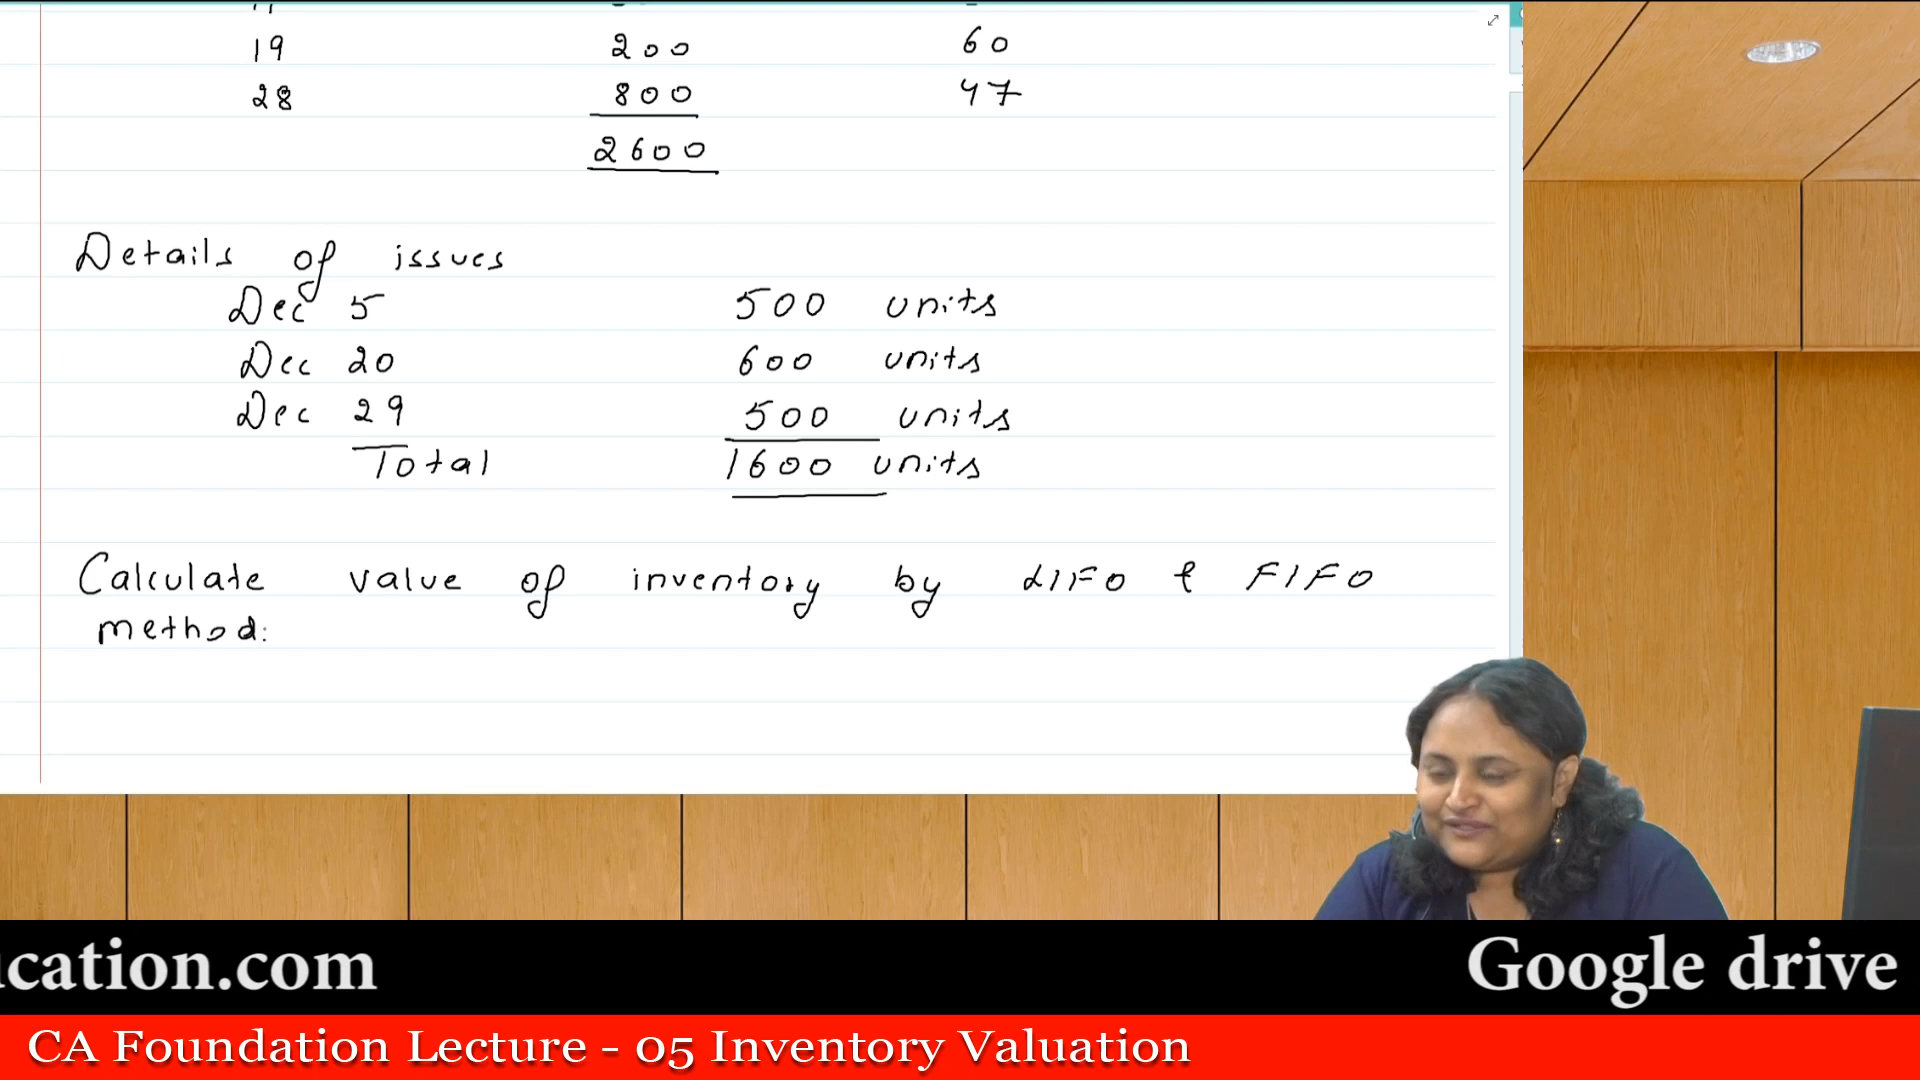 19 200 60
28 800 47
2600
Details of issues
Dec 5 500 units
Dec 20 600 units
Dec 29 500 units
Total 1600 units
Calculate value of inventory by LIFO & FIFO
method:
cation.com Google drive
CA Foundation Lecture - 05 Inventory Valuation